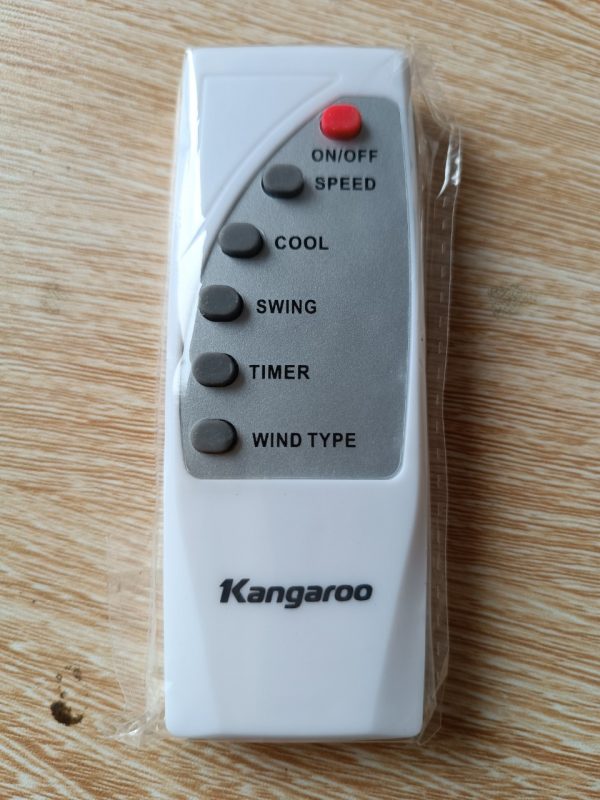 ON/OFF
SPEED
COOL
SWING
TIMER
WIND TYPE
Kangaroo